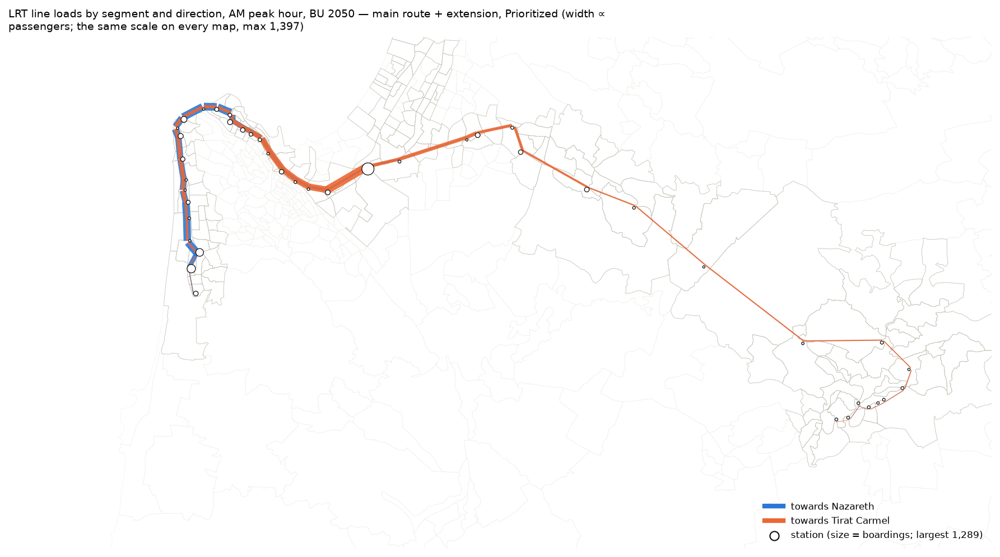 LRT line loads by segment and direction, AM peak hour, BU 2050 — main route + extension, Prioritized (width ∝
passengers; the same scale on every map, max 1,397)
towards Nazareth
towards Tirat Carmel
station (size = boardings; largest 1,289)